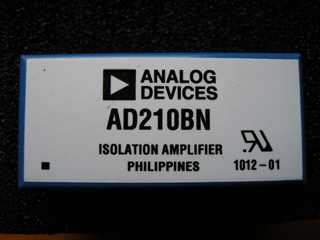 ANALOG
DEVICES
AD210BN
ISOLATION AMPLIFIER
PHILIPPINES
1012-01